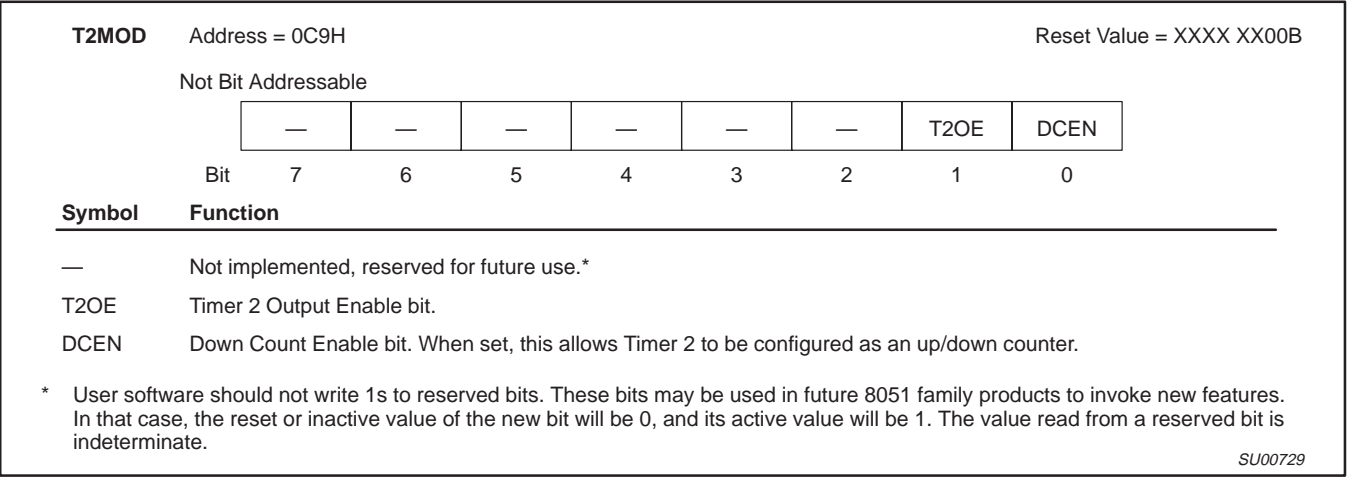 T2MOD Address = 0C9H Reset Value = XXXX XX00B
Not Bit Addressable
— — — — — — T2OE DCEN
Bit 7 6 5 4 3 2 1 0
Symbol Function
— Not implemented, reserved for future use.*
T2OE Timer 2 Output Enable bit.
DCEN Down Count Enable bit. When set, this allows Timer 2 to be configured as an up/down counter.
* User software should not write 1s to reserved bits. These bits may be used in future 8051 family products to invoke new features.
In that case, the reset or inactive value of the new bit will be 0, and its active value will be 1. The value read from a reserved bit is
indeterminate.
SU00729